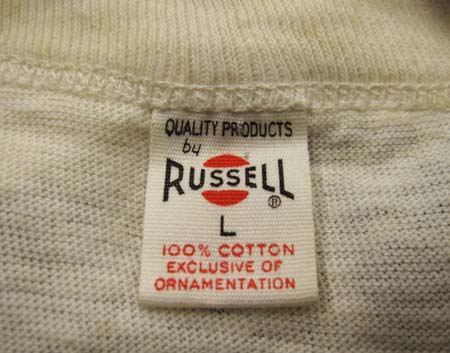 QUALITY PRODUCTS
by
RUSSELL ®
L
100% COTTON
EXCLUSIVE OF
ORNAMENTATION